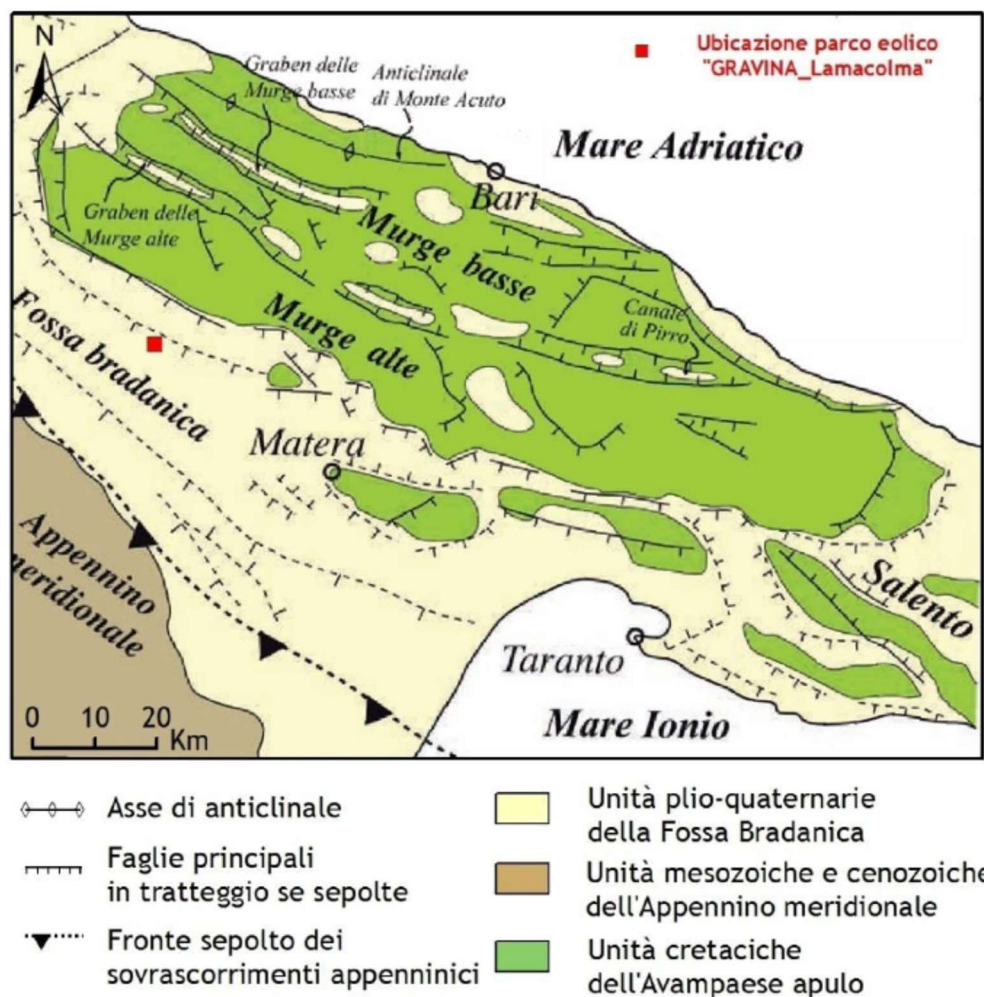 N
Graben delle
Murge basse
Anticlinale
di Monte Acuto
Ubicazione parco eolico
"GRAVINA_Lamacolma"
Mare Adriatico
Bari
Graben delle
Murge alte
Murge basse
Canale
di Pirro
Murge alte
Fossa bradanica
Matera
Appennino
meridionale
Salento
Taranto
Mare Ionio
0 10 20
Km
Asse di anticlinale
Faglie principali
in tratteggio se sepolte
Fronte sepolto dei
sovrascorrimenti appenninici
Unità plio-quaternarie
della Fossa Bradanica
Unità mesozoiche e cenozoiche
dell'Appennino meridionale
Unità cretaciche
dell'Avampaese apulo